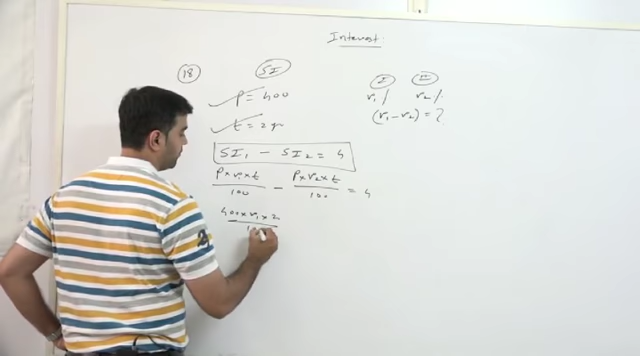 Interest:
18 SI
I II
P = 400
r₁ % r₂ %
(r₁ - r₂) = ?
t = 2 yr
SI₁ - SI₂ = 4
P × r₁ × t / 100 - P × r₂ × t / 100 = 4
400 × r₁ × 2